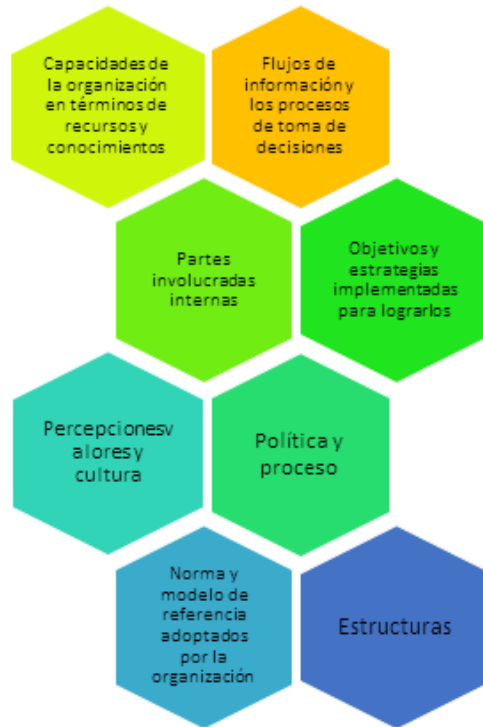 Capacidades de
la organización
en términos de
recursos y
conocimientos
Flujos de
información y
los procesos
de toma de
decisiones
Partes
involucradas
internas
Objetivos y
estrategias
implementadas
para lograrlos
Percepcionesv
alores y
cultura
Política y
proceso
Norma y
modelo de
referencia
adoptados
por la
organización
Estructuras